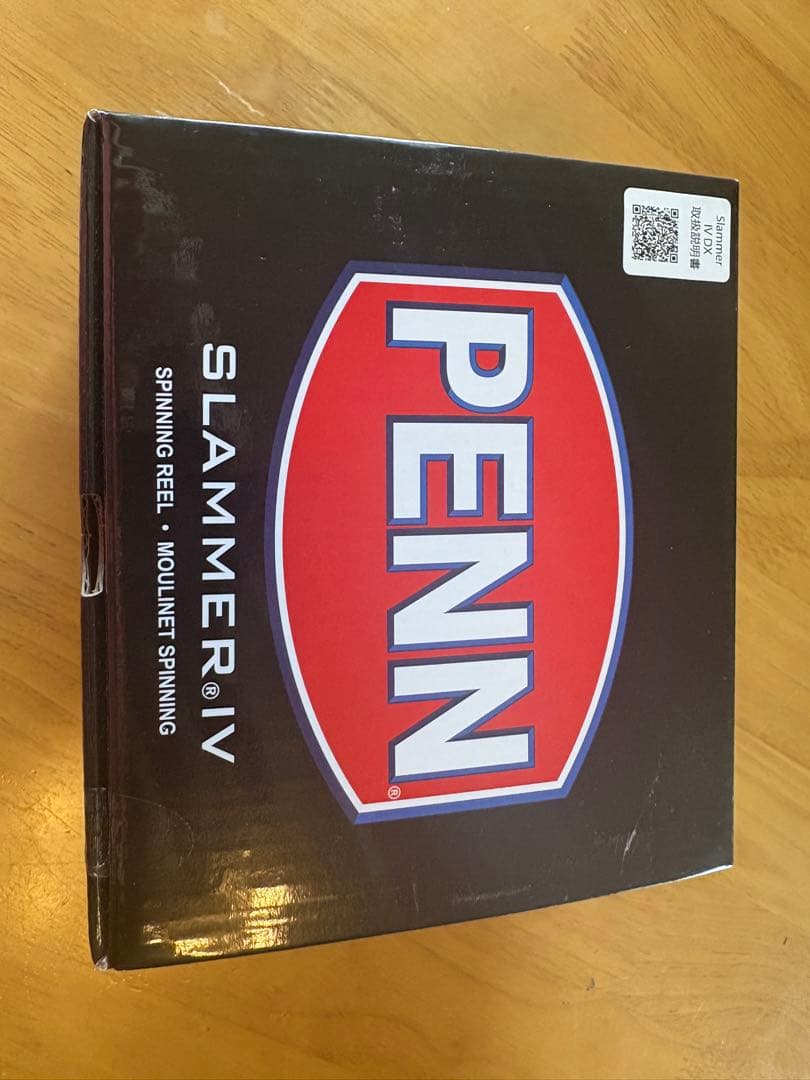 Slammer
IV DX
取扱説明書
PENN®
SLAMMER® IV
SPINNING REEL • MOULINET SPINNING